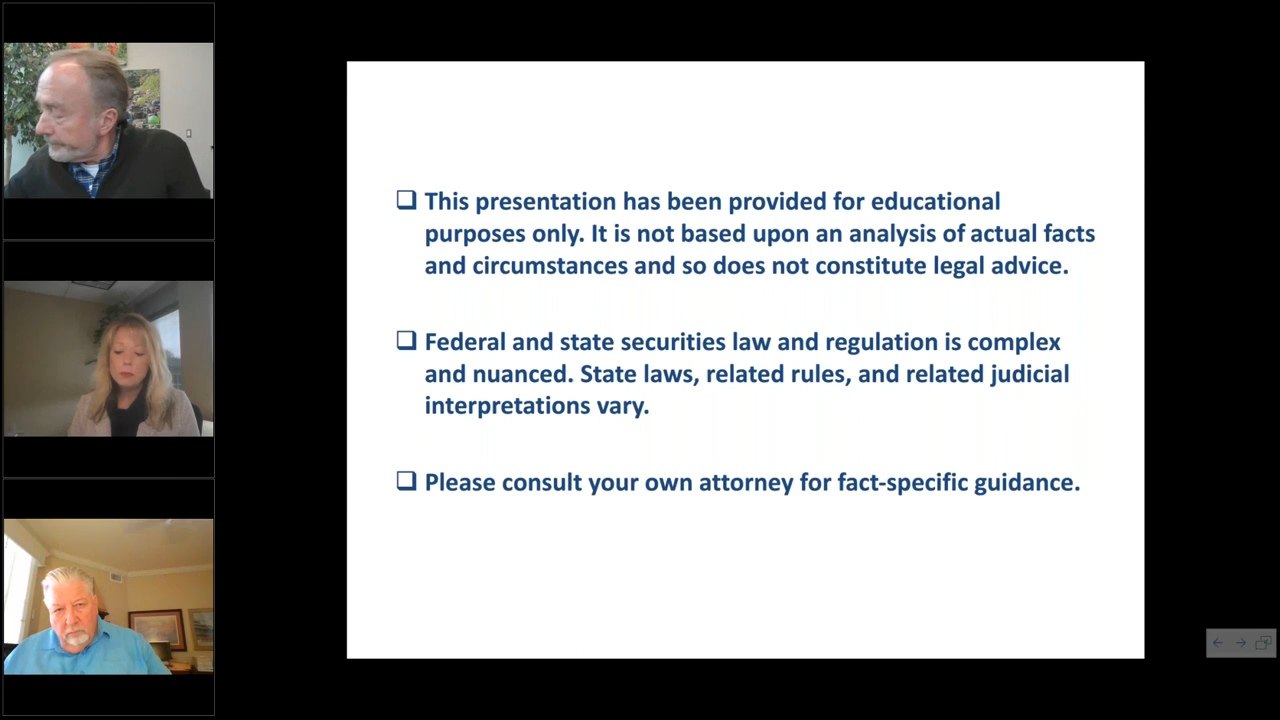 ❑ This presentation has been provided for educational
purposes only. It is not based upon an analysis of actual facts
and circumstances and so does not constitute legal advice.
❑ Federal and state securities law and regulation is complex
and nuanced. State laws, related rules, and related judicial
interpretations vary.
❑ Please consult your own attorney for fact-specific guidance.